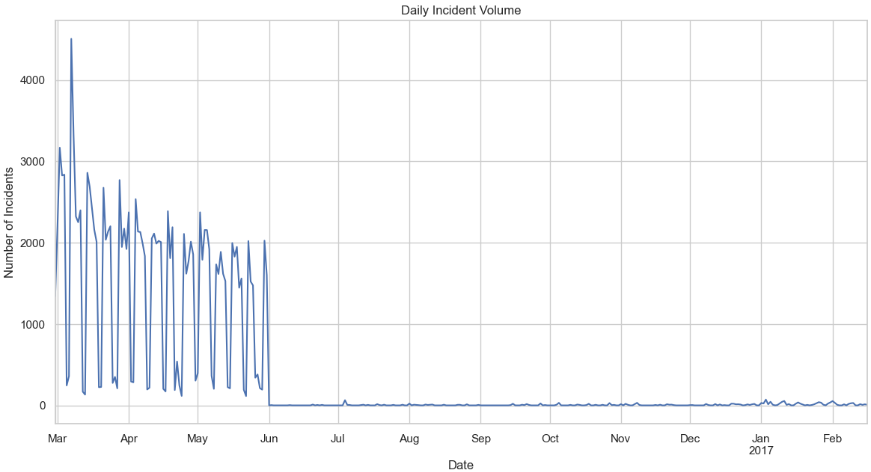 Daily Incident Volume
Number of Incidents
4000
3000
2000
1000
0
Mar Apr May Jun Jul Aug Sep Oct Nov Dec Jan Feb
2017
Date